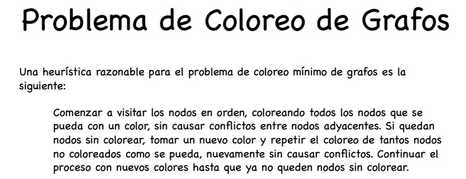 Problema de Coloreo de Grafos
Una heurística razonable para el problema de coloreo mínimo de grafos es la
siguiente:
Comenzar a visitar los nodos en orden, coloreando todos los nodos que se
pueda con un color, sin causar conflictos entre nodos adyacentes. Si quedan
nodos sin colorear, tomar un nuevo color y repetir el coloreo de tantos nodos
no coloreados como se pueda, nuevamente sin causar conflictos. Continuar el
proceso con nuevos colores hasta que ya no queden nodos sin colorear.